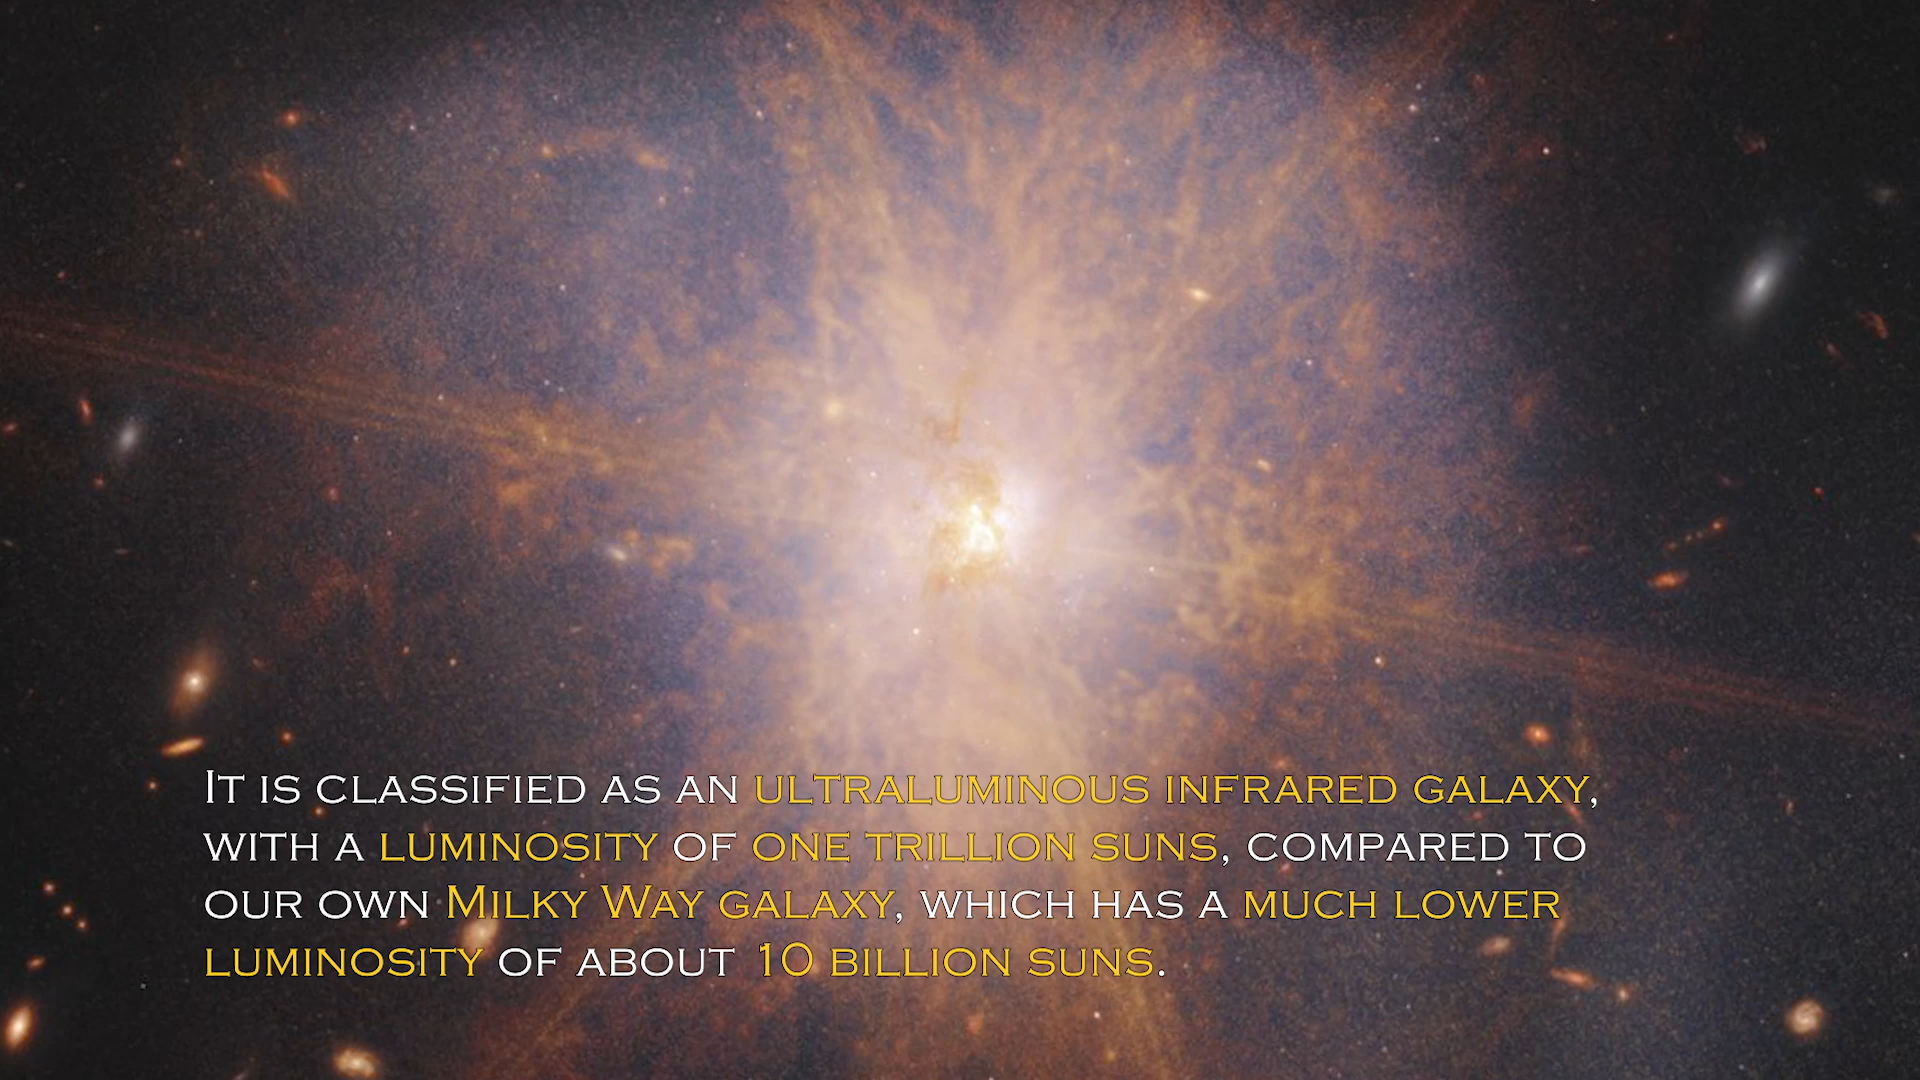 It is classified as an ultraluminous infrared galaxy,
with a luminosity of one trillion suns, compared to
our own Milky Way galaxy, which has a much lower
luminosity of about 10 billion suns.